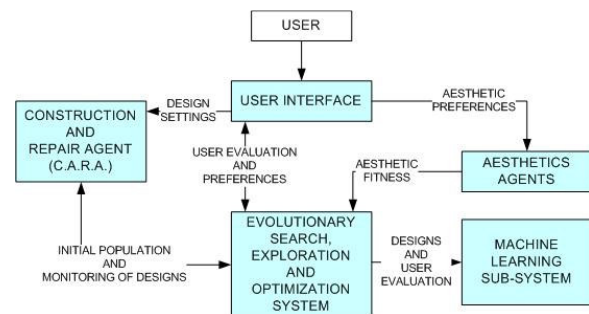 USER
USER INTERFACE
DESIGN
SETTINGS
AESTHETIC
PREFERENCES
CONSTRUCTION
AND
REPAIR AGENT
(C.A.R.A.)
USER EVALUATION
AND
PREFERENCES
AESTHETIC
FITNESS
AESTHETICS
AGENTS
INITIAL POPULATION
AND
MONITORING OF DESIGNS
EVOLUTIONARY
SEARCH,
EXPLORATION
AND
OPTIMIZATION
SYSTEM
DESIGNS
AND
USER
EVALUATION
MACHINE
LEARNING
SUB-SYSTEM